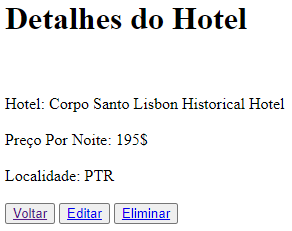 Detalhes do Hotel
Hotel: Corpo Santo Lisbon Historical Hotel
Preço Por Noite: 195$
Localidade: PTR
Voltar Editar Eliminar